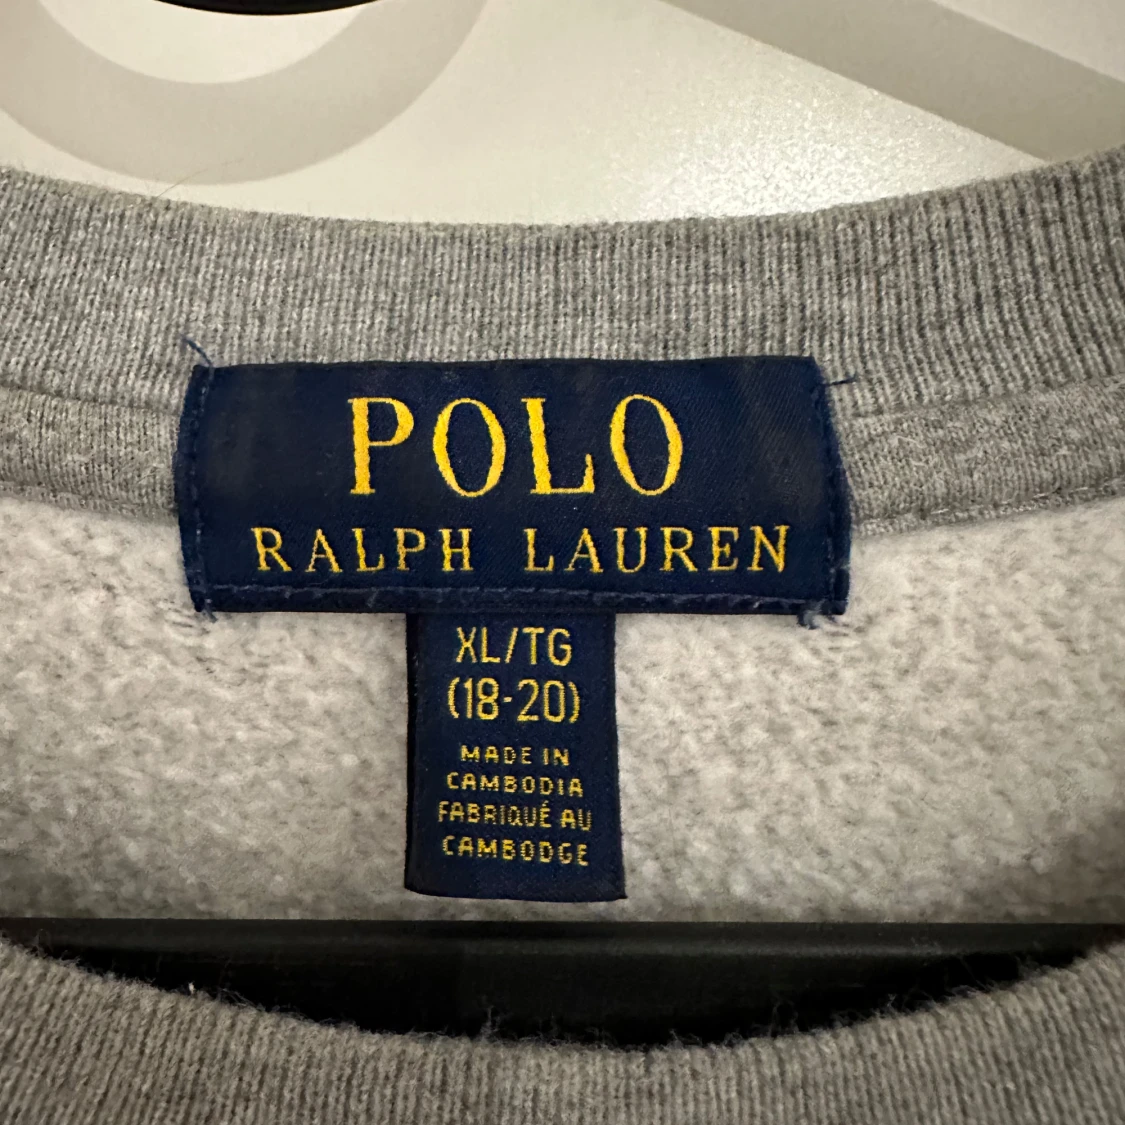 POLO
RALPH LAUREN
XL/TG
(18-20)
MADE IN
CAMBODIA
FABRIQUÉ AU
CAMBODGE